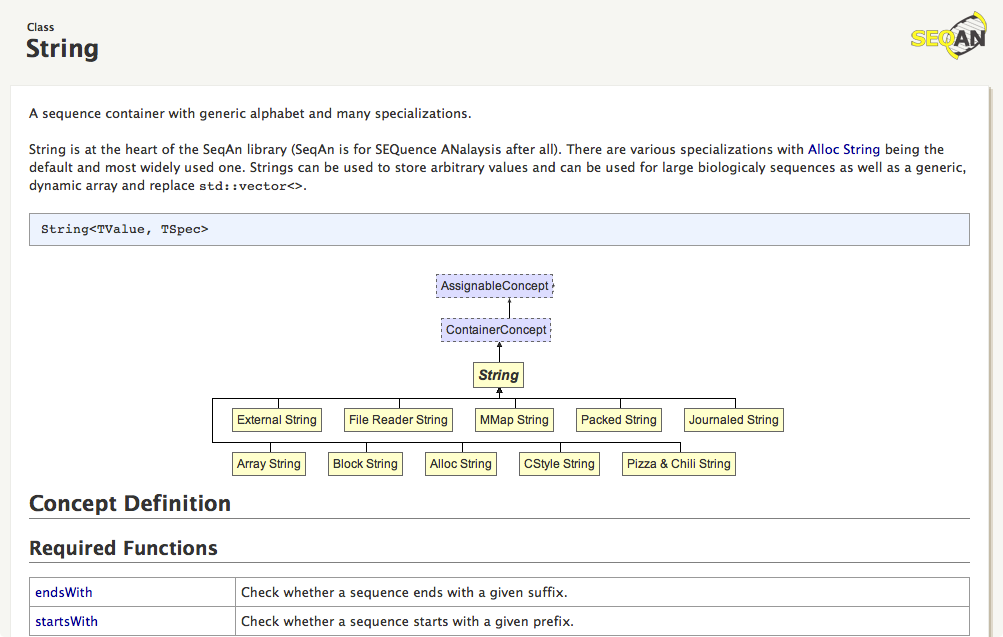 Class
String
SEQAN
A sequence container with generic alphabet and many specializations.
String is at the heart of the SeqAn library (SeqAn is for SEQuence ANalaysis after all). There are various specializations with Alloc String being the
default and most widely used one. Strings can be used to store arbitrary values and can be used for large biologicaly sequences as well as a generic,
dynamic array and replace std::vector<>.
String<TValue, TSpec>
AssignableConcept
ContainerConcept
String
External String File Reader String MMap String Packed String Journaled String
Array String Block String Alloc String CStyle String Pizza & Chili String
Concept Definition
Required Functions
endsWith Check whether a sequence ends with a given suffix.
startsWith Check whether a sequence starts with a given prefix.